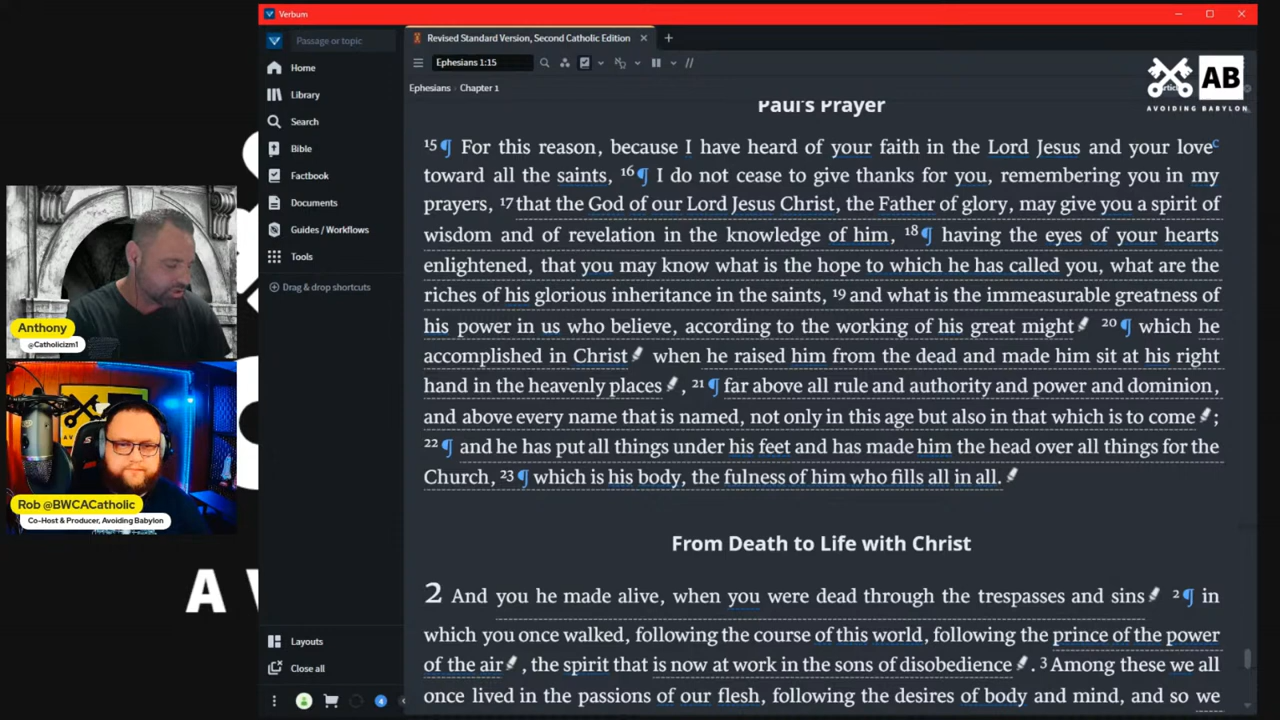 Verbum
Passage or topic
Home
Library
Search
Bible
Factbook
Documents
Guides / Workflows
Tools
Drag & drop shortcuts
Layouts
Close all
4
Revised Standard Version, Second Catholic Edition
Ephesians 1:15
Ephesians › Chapter 1
AB
AVOIDING BABYLON
Paul's Prayer
15 ¶ For this reason, because I have heard of your faith in the Lord Jesus and your love c
toward all the saints, 16 ¶ I do not cease to give thanks for you, remembering you in my
prayers, 17 that the God of our Lord Jesus Christ, the Father of glory, may give you a spirit of
wisdom and of revelation in the knowledge of him, 18 ¶ having the eyes of your hearts
enlightened, that you may know what is the hope to which he has called you, what are the
riches of his glorious inheritance in the saints, 19 and what is the immeasurable greatness of
his power in us who believe, according to the working of his great might 20 ¶ which he
accomplished in Christ when he raised him from the dead and made him sit at his right
hand in the heavenly places , 21 ¶ far above all rule and authority and power and dominion,
and above every name that is named, not only in this age but also in that which is to come ;
22 ¶ and he has put all things under his feet and has made him the head over all things for the
Church, 23 ¶ which is his body, the fulness of him who fills all in all.
From Death to Life with Christ
2 And you he made alive, when you were dead through the trespasses and sins 2 ¶ in
which you once walked, following the course of this world, following the prince of the power
of the air , the spirit that is now at work in the sons of disobedience . 3 Among these we all
once lived in the passions of our flesh, following the desires of body and mind, and so we
Anthony
@Catholicizm1
Rob @BWCACatholic
Co-Host & Producer, Avoiding Babylon
A V